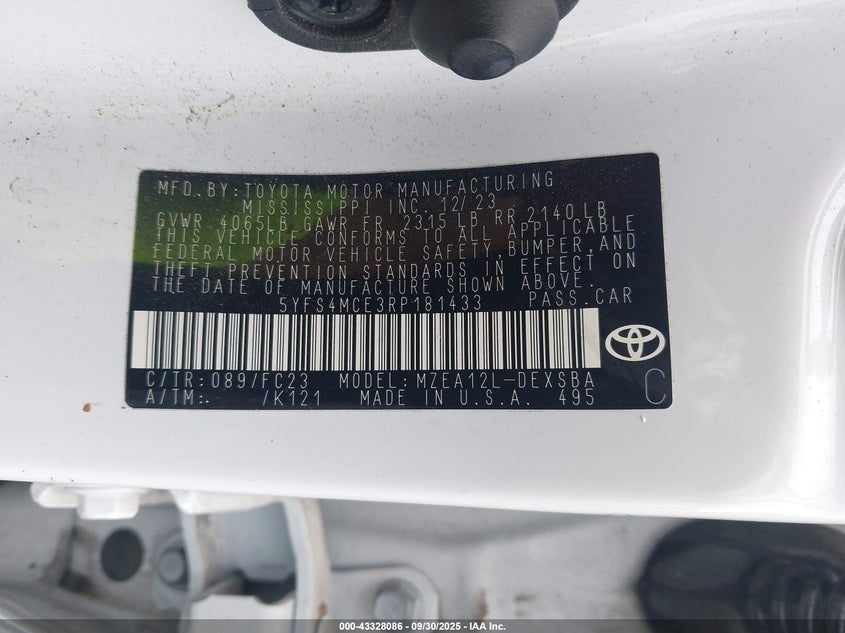 MFD. BY: TOYOTA MOTOR MANUFACTURING
MISSISSIPPI, INC. 12/23
GVWR 4065LB, GAWR FR 2315 LB RR 2140 LB
THIS VEHICLE CONFORMS TO ALL APPLICABLE
FEDERAL MOTOR VEHICLE SAFETY, BUMPER, AND
THEFT PREVENTION STANDARDS IN EFFECT ON
THE DATE OF MANUFACTURE SHOWN ABOVE.
5YFS4MCE3RP181433 PASS. CAR
C/TR: 089/FC23 MODEL: MZEA12L-DEXSBA
A/TM: /K121 MADE IN U.S.A. 495 C
000-43328086 - 09/30/2025 - IAA Inc.